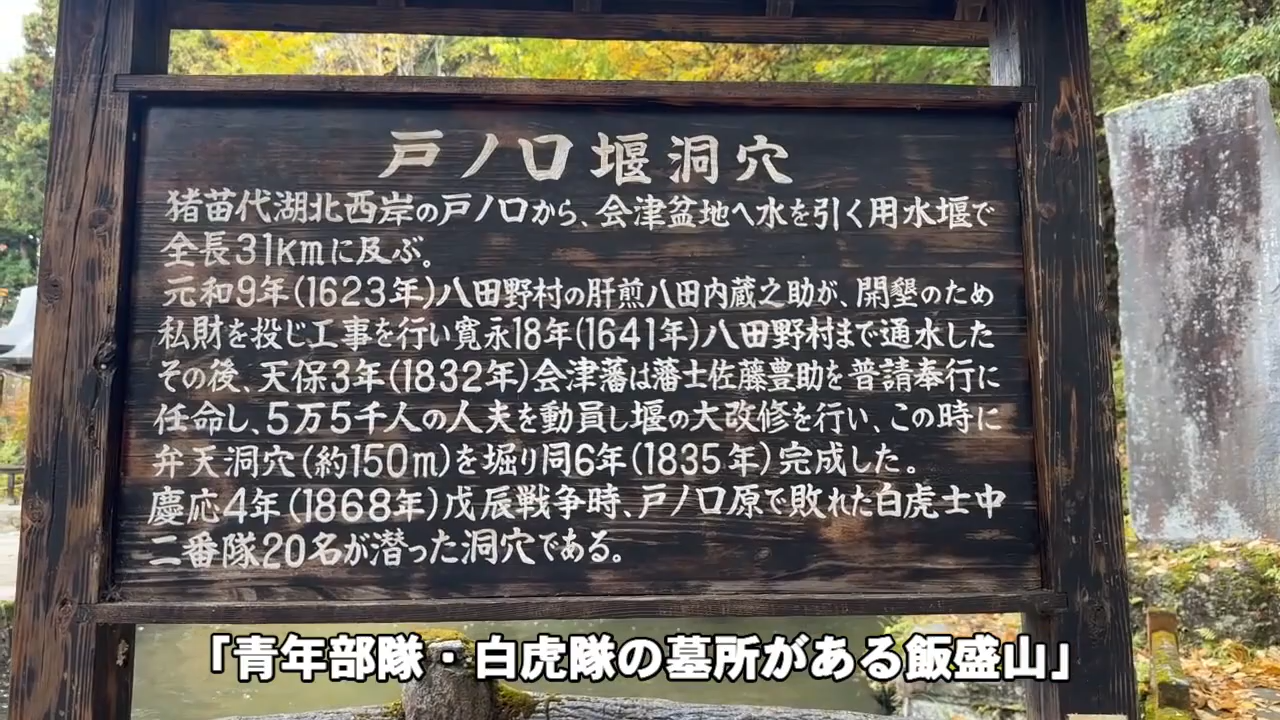 戸ノ口堰洞穴
猪苗代湖北西岸の戸ノ口から、会津盆地へ水を引く用水堰で
全長31kmに及ぶ。
元和9年(1623年)八田野村の肝煎八田内蔵之助が、開墾のため
私財を投じ工事を行い寛永18年(1641年)八田野村まで通水した
その後、天保3年(1832年)会津藩は藩士佐藤豊助を普請奉行に
任命し、5万5千人の人夫を動員し堰の大改修を行い、この時に
弁天洞穴(約150m)を堀り同6年(1835年)完成した。
慶応4年(1868年)戊辰戦争時、戸ノ口原で敗れた白虎士中
二番隊20名が潜った洞穴である。
「青年部隊・白虎隊の墓所がある飯盛山」